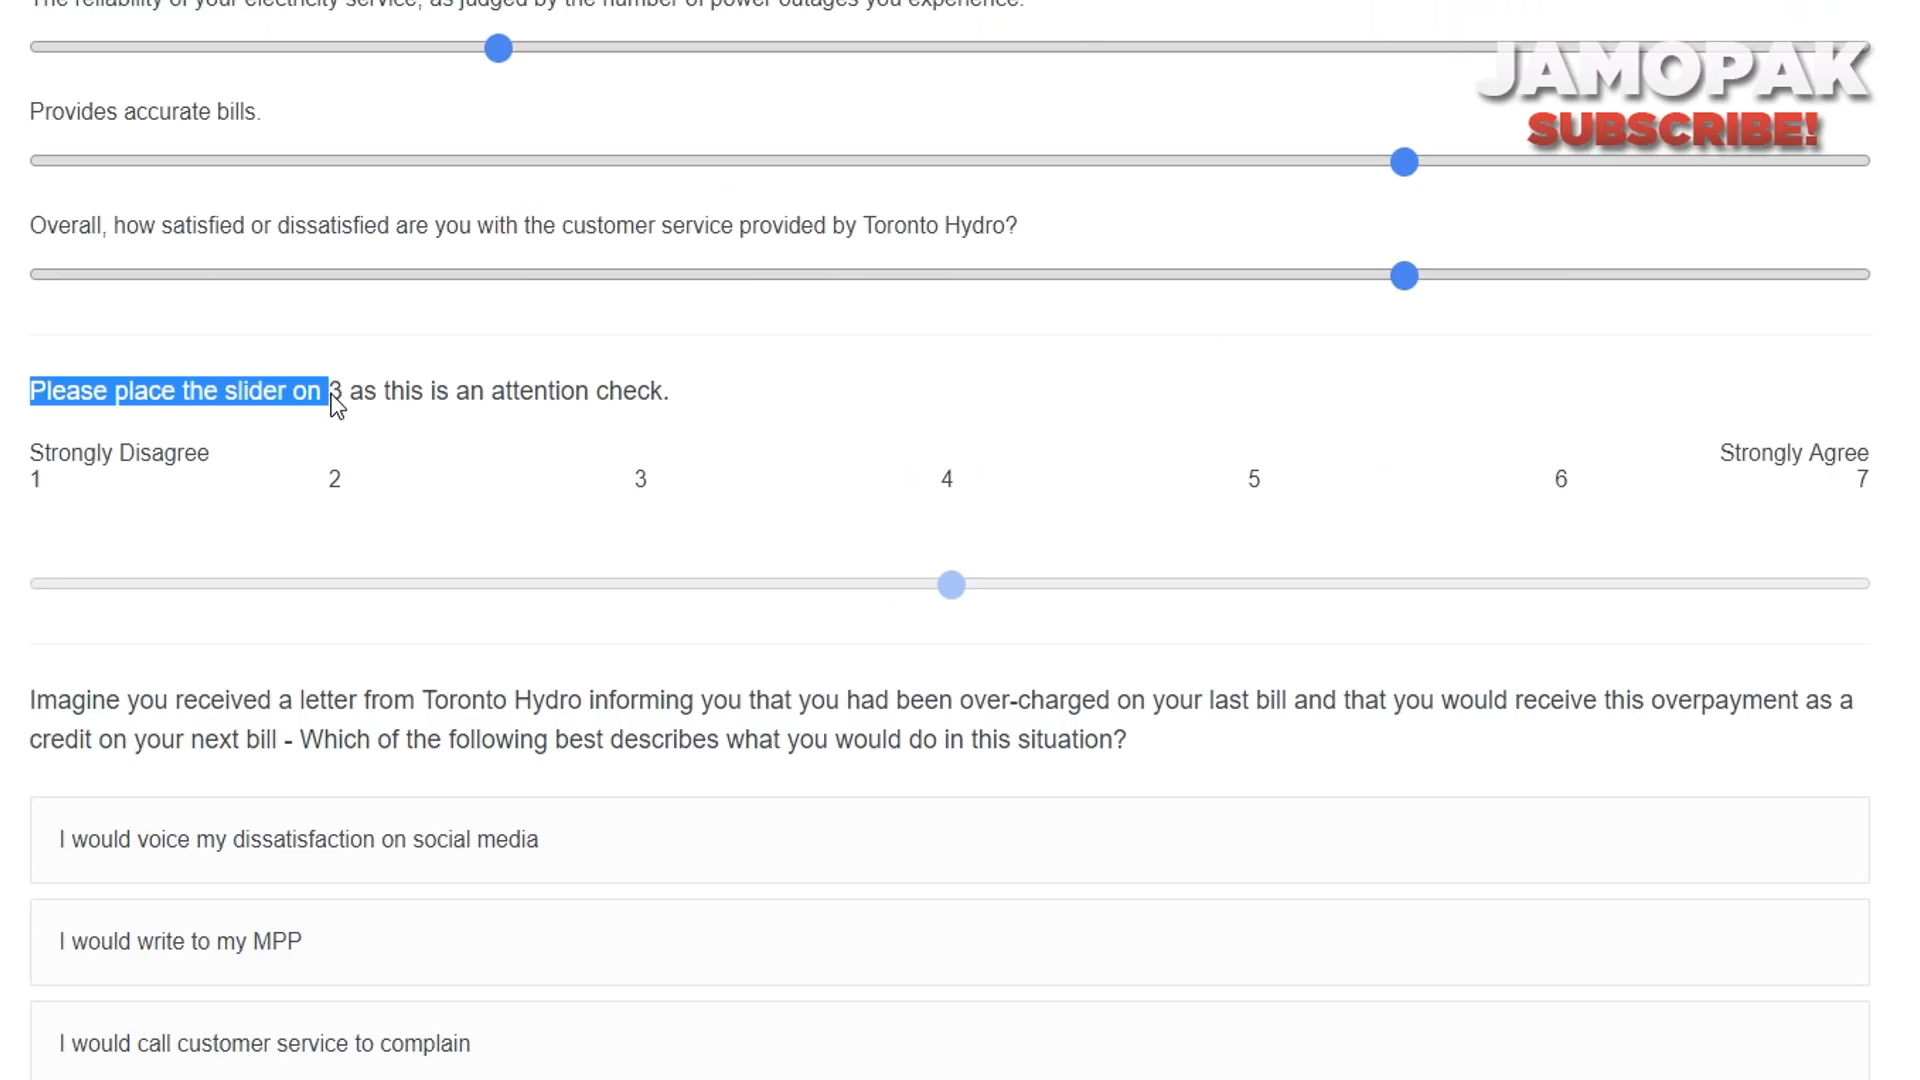 The reliability of your electricity service, as judged by the number of power outages you experience.
JAMOPAK
SUBSCRIBE!
Provides accurate bills.
Overall, how satisfied or dissatisfied are you with the customer service provided by Toronto Hydro?
Please place the slider on 3 as this is an attention check.
Strongly Disagree Strongly Agree
1 2 3 4 5 6 7
Imagine you received a letter from Toronto Hydro informing you that you had been over-charged on your last bill and that you would receive this overpayment as a
credit on your next bill - Which of the following best describes what you would do in this situation?
I would voice my dissatisfaction on social media
I would write to my MPP
I would call customer service to complain